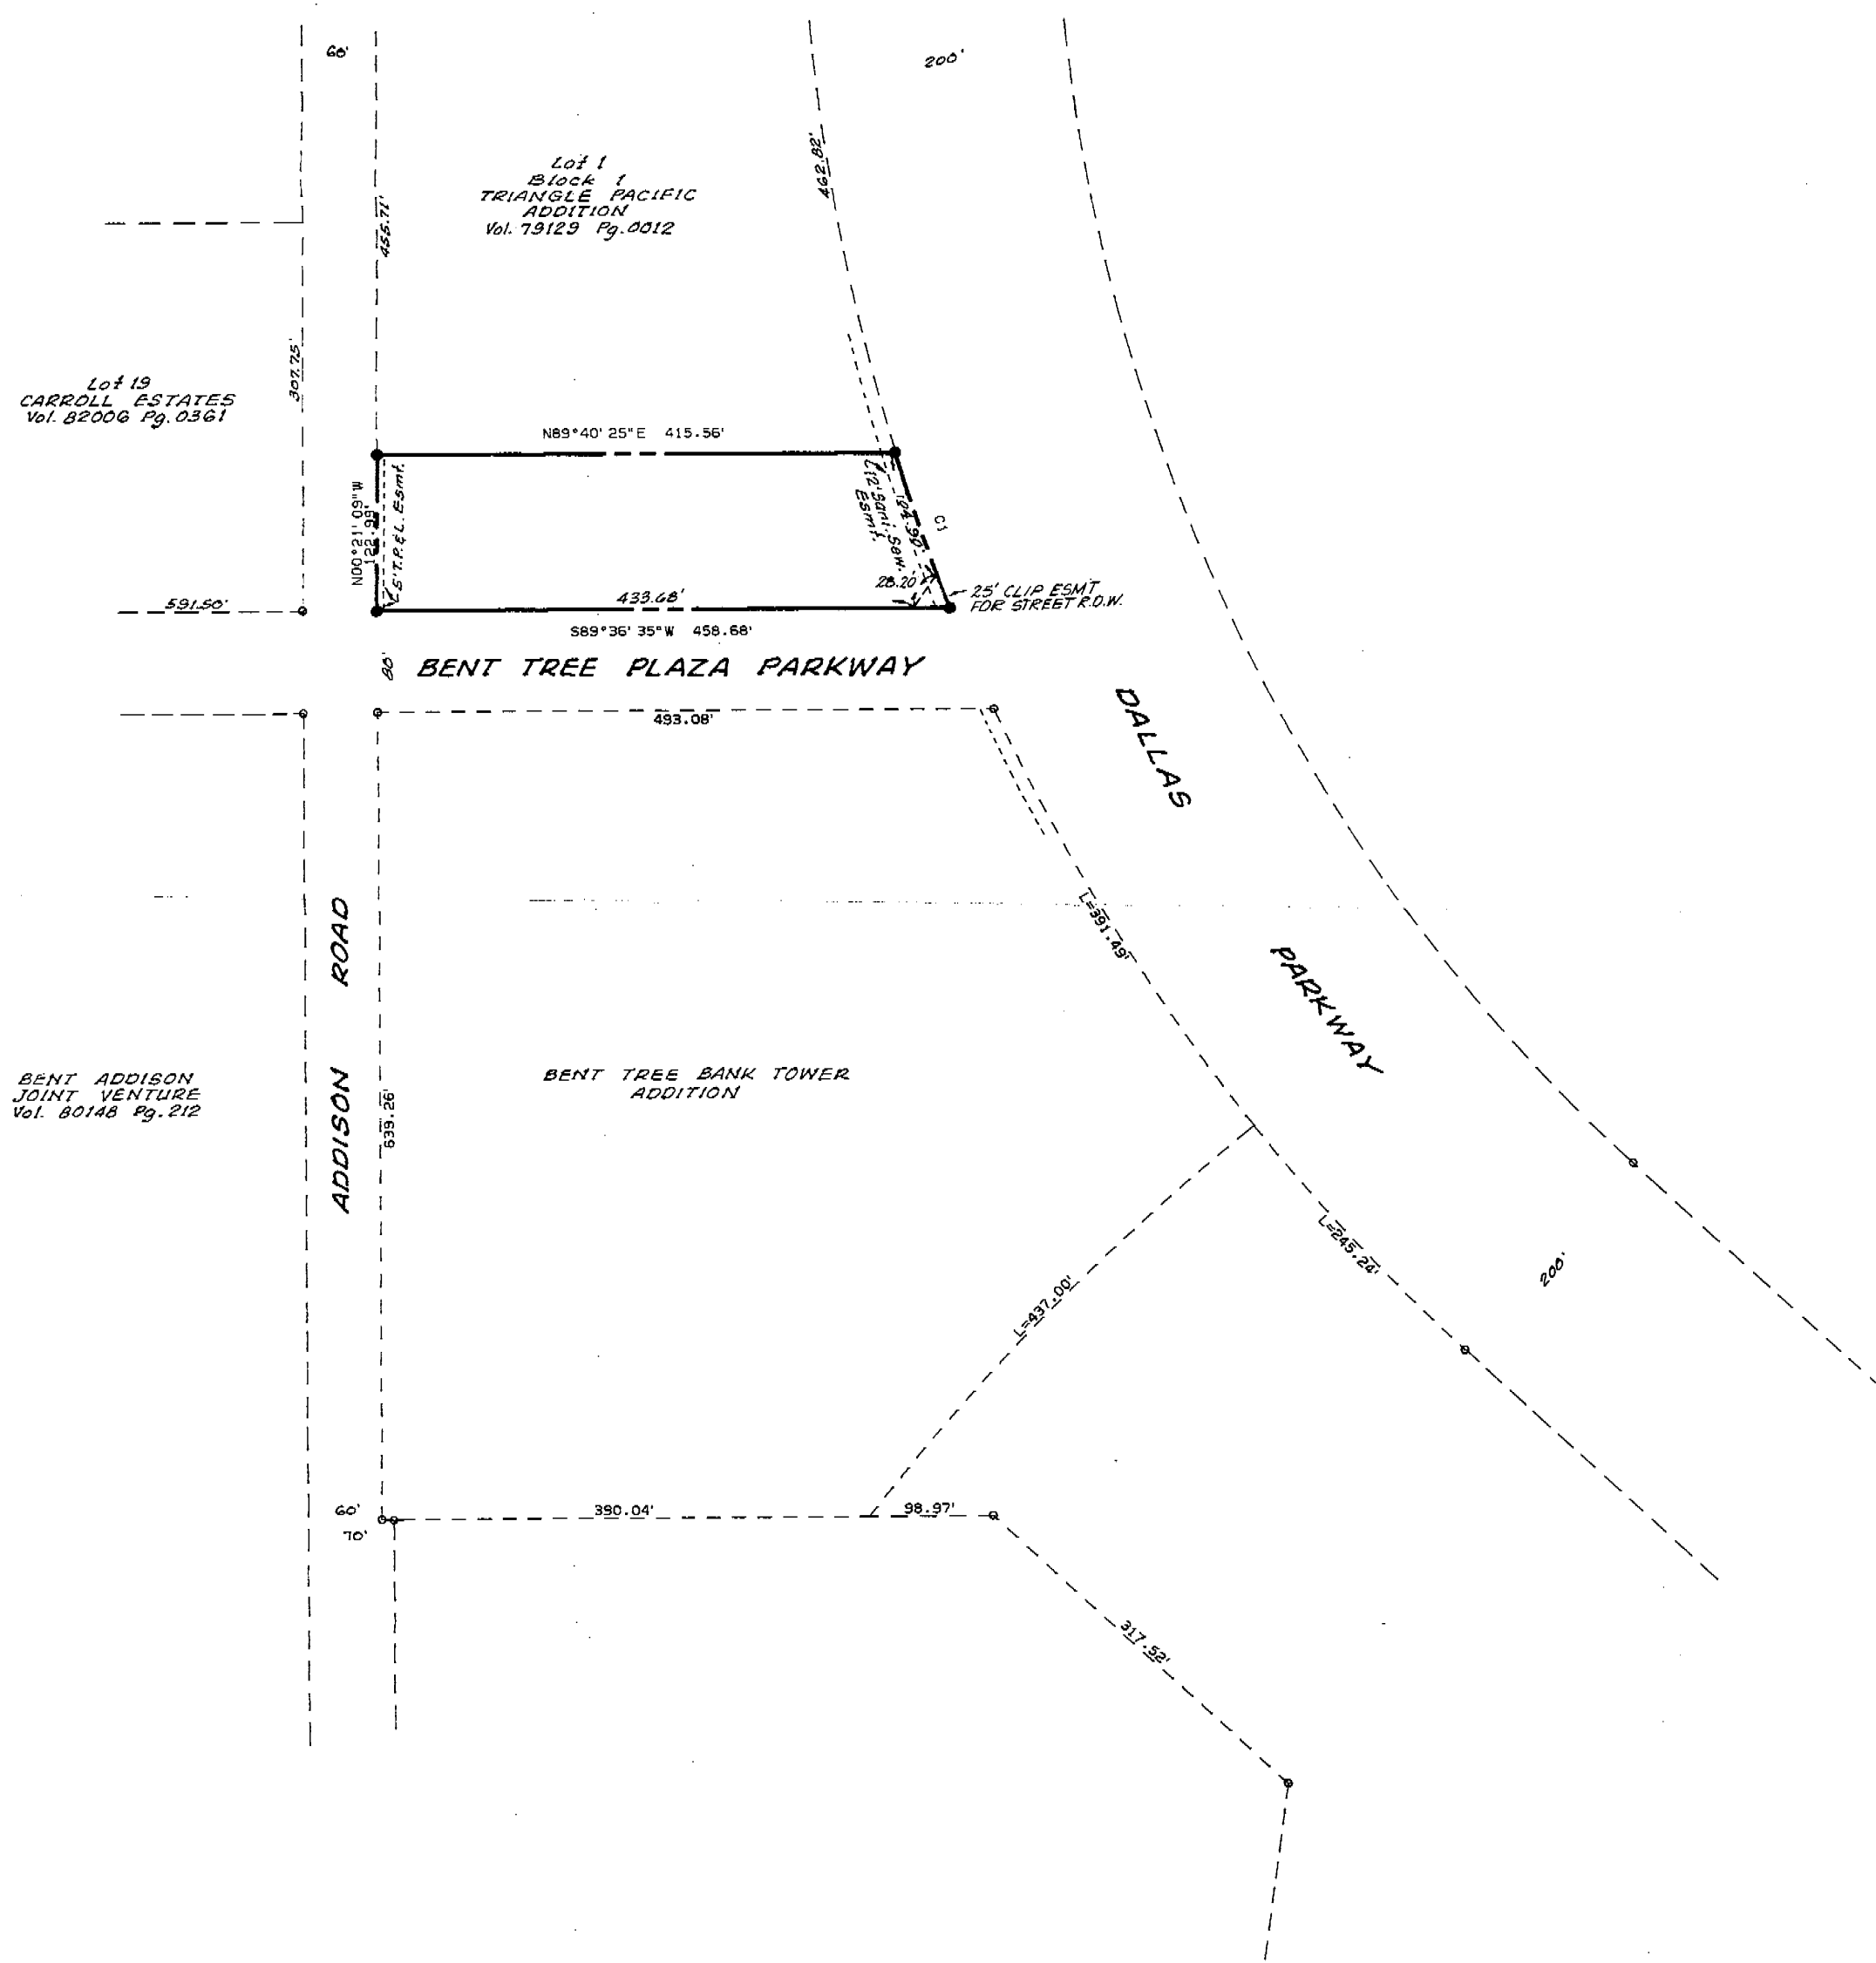 60'
200'
462.82'
Lot 1
Block 1
TRIANGLE PACIFIC
ADDITION
Vol. 79129 Pg. 0012
455.71'
307.75'
Lot 19
CARROLL ESTATES
Vol. 82006 Pg. 0361
N89°40'25"E 415.56'
N00°21'09"W
122.99'
5' T.P. & L. Esmt.
12' Sani. Sew.
Esmt.
C1
28.20'
25' CLIP ESMT
FOR STREET R.O.W.
591.50'
433.68'
S89°36'35"W 458.68'
80'
BENT TREE PLAZA PARKWAY
493.08'
DALLAS
PARKWAY
L=391.49'
ADDISON ROAD
639.26'
BENT ADDISON
JOINT VENTURE
Vol. 80148 Pg. 212
BENT TREE BANK TOWER
ADDITION
L=245.24'
200'
L=437.00'
60'
70'
390.04'
98.97'
317.52'